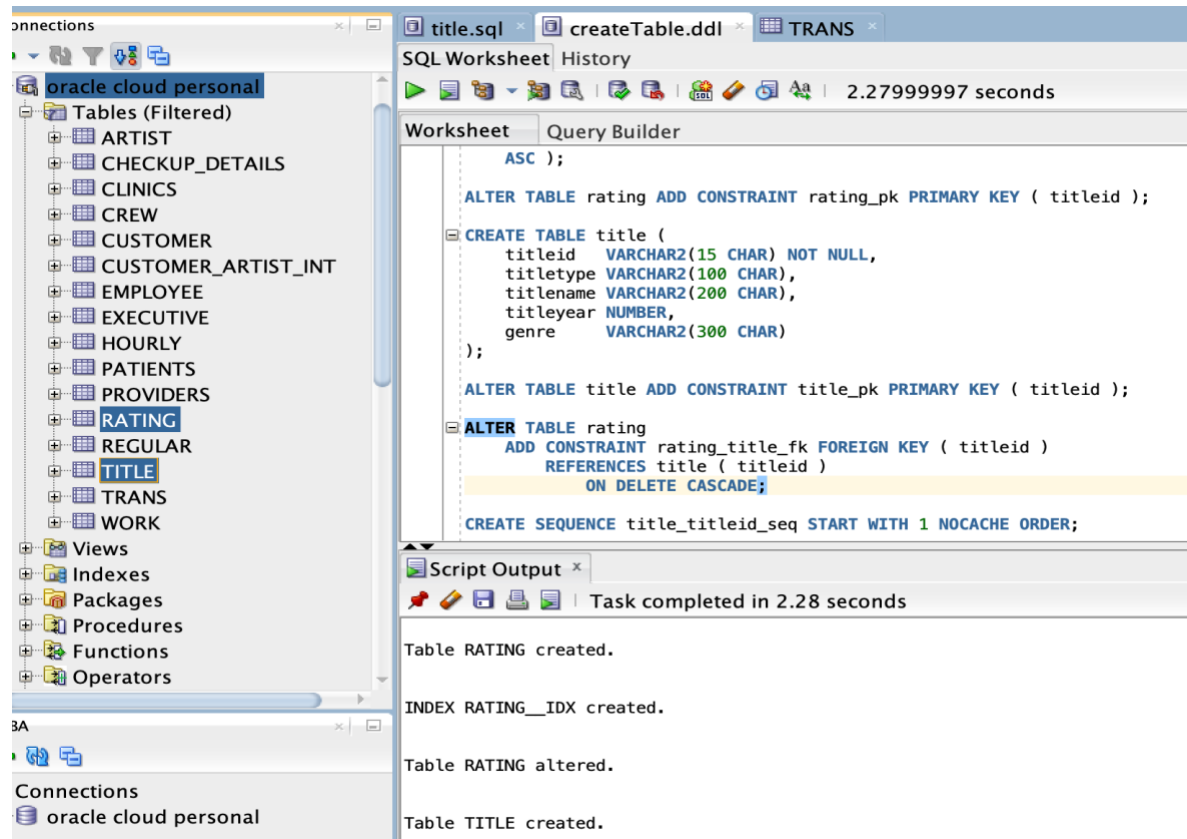 onnections
oracle cloud personal
Tables (Filtered)
ARTIST
CHECKUP_DETAILS
CLINICS
CREW
CUSTOMER
CUSTOMER_ARTIST_INT
EMPLOYEE
EXECUTIVE
HOURLY
PATIENTS
PROVIDERS
RATING
REGULAR
TITLE
TRANS
WORK
Views
Indexes
Packages
Procedures
Functions
Operators
BA
Connections
oracle cloud personal
title.sql createTable.ddl TRANS
SQL Worksheet History
2.27999997 seconds
Worksheet Query Builder
ASC );
ALTER TABLE rating ADD CONSTRAINT rating_pk PRIMARY KEY ( titleid );
CREATE TABLE title (
titleid VARCHAR2(15 CHAR) NOT NULL,
titletype VARCHAR2(100 CHAR),
titlename VARCHAR2(200 CHAR),
titleyear NUMBER,
genre VARCHAR2(300 CHAR)
);
ALTER TABLE title ADD CONSTRAINT title_pk PRIMARY KEY ( titleid );
ALTER TABLE rating
ADD CONSTRAINT rating_title_fk FOREIGN KEY ( titleid )
REFERENCES title ( titleid )
ON DELETE CASCADE;
CREATE SEQUENCE title_titleid_seq START WITH 1 NOCACHE ORDER;
Script Output
Task completed in 2.28 seconds
Table RATING created.
INDEX RATING__IDX created.
Table RATING altered.
Table TITLE created.